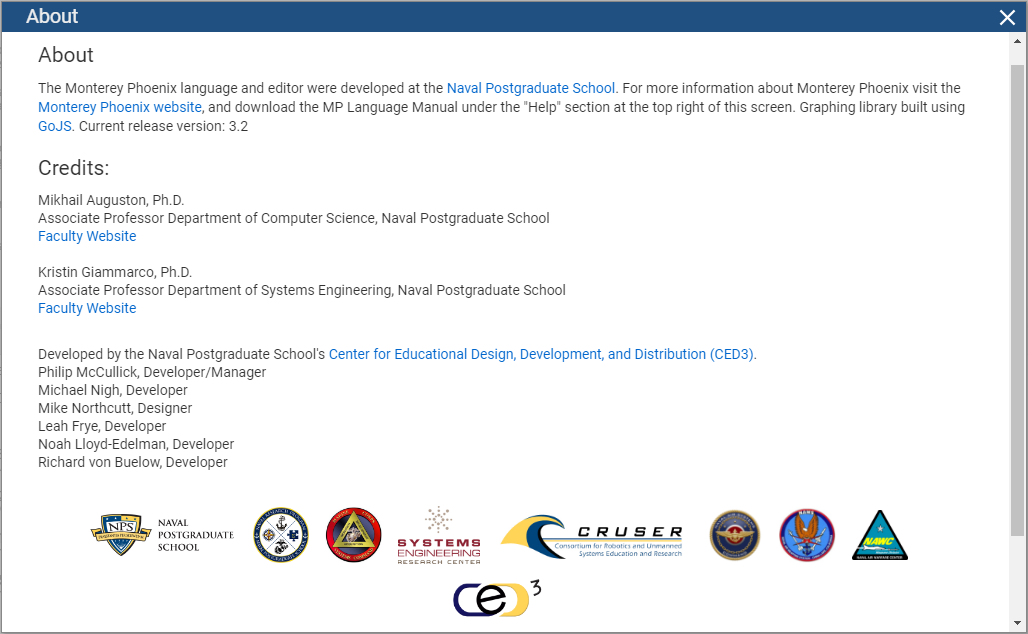 About
About
The Monterey Phoenix language and editor were developed at the Naval Postgraduate School. For more information about Monterey Phoenix visit the
Monterey Phoenix website, and download the MP Language Manual under the "Help" section at the top right of this screen. Graphing library built using
GoJS. Current release version: 3.2
Credits:
Mikhail Auguston, Ph.D.
Associate Professor Department of Computer Science, Naval Postgraduate School
Faculty Website
Kristin Giammarco, Ph.D.
Associate Professor Department of Systems Engineering, Naval Postgraduate School
Faculty Website
Developed by the Naval Postgraduate School's Center for Educational Design, Development, and Distribution (CED3).
Philip McCullick, Developer/Manager
Michael Nigh, Developer
Mike Northcutt, Designer
Leah Frye, Developer
Noah Lloyd-Edelman, Developer
Richard von Buelow, Developer
NPS
NAVAL
POSTGRADUATE
SCHOOL
SYSTEMS
ENGINEERING
RESEARCH CENTER
CRUSER
Consortium for Robotics and Unmanned
Systems Education and Research
NAWC
CED3